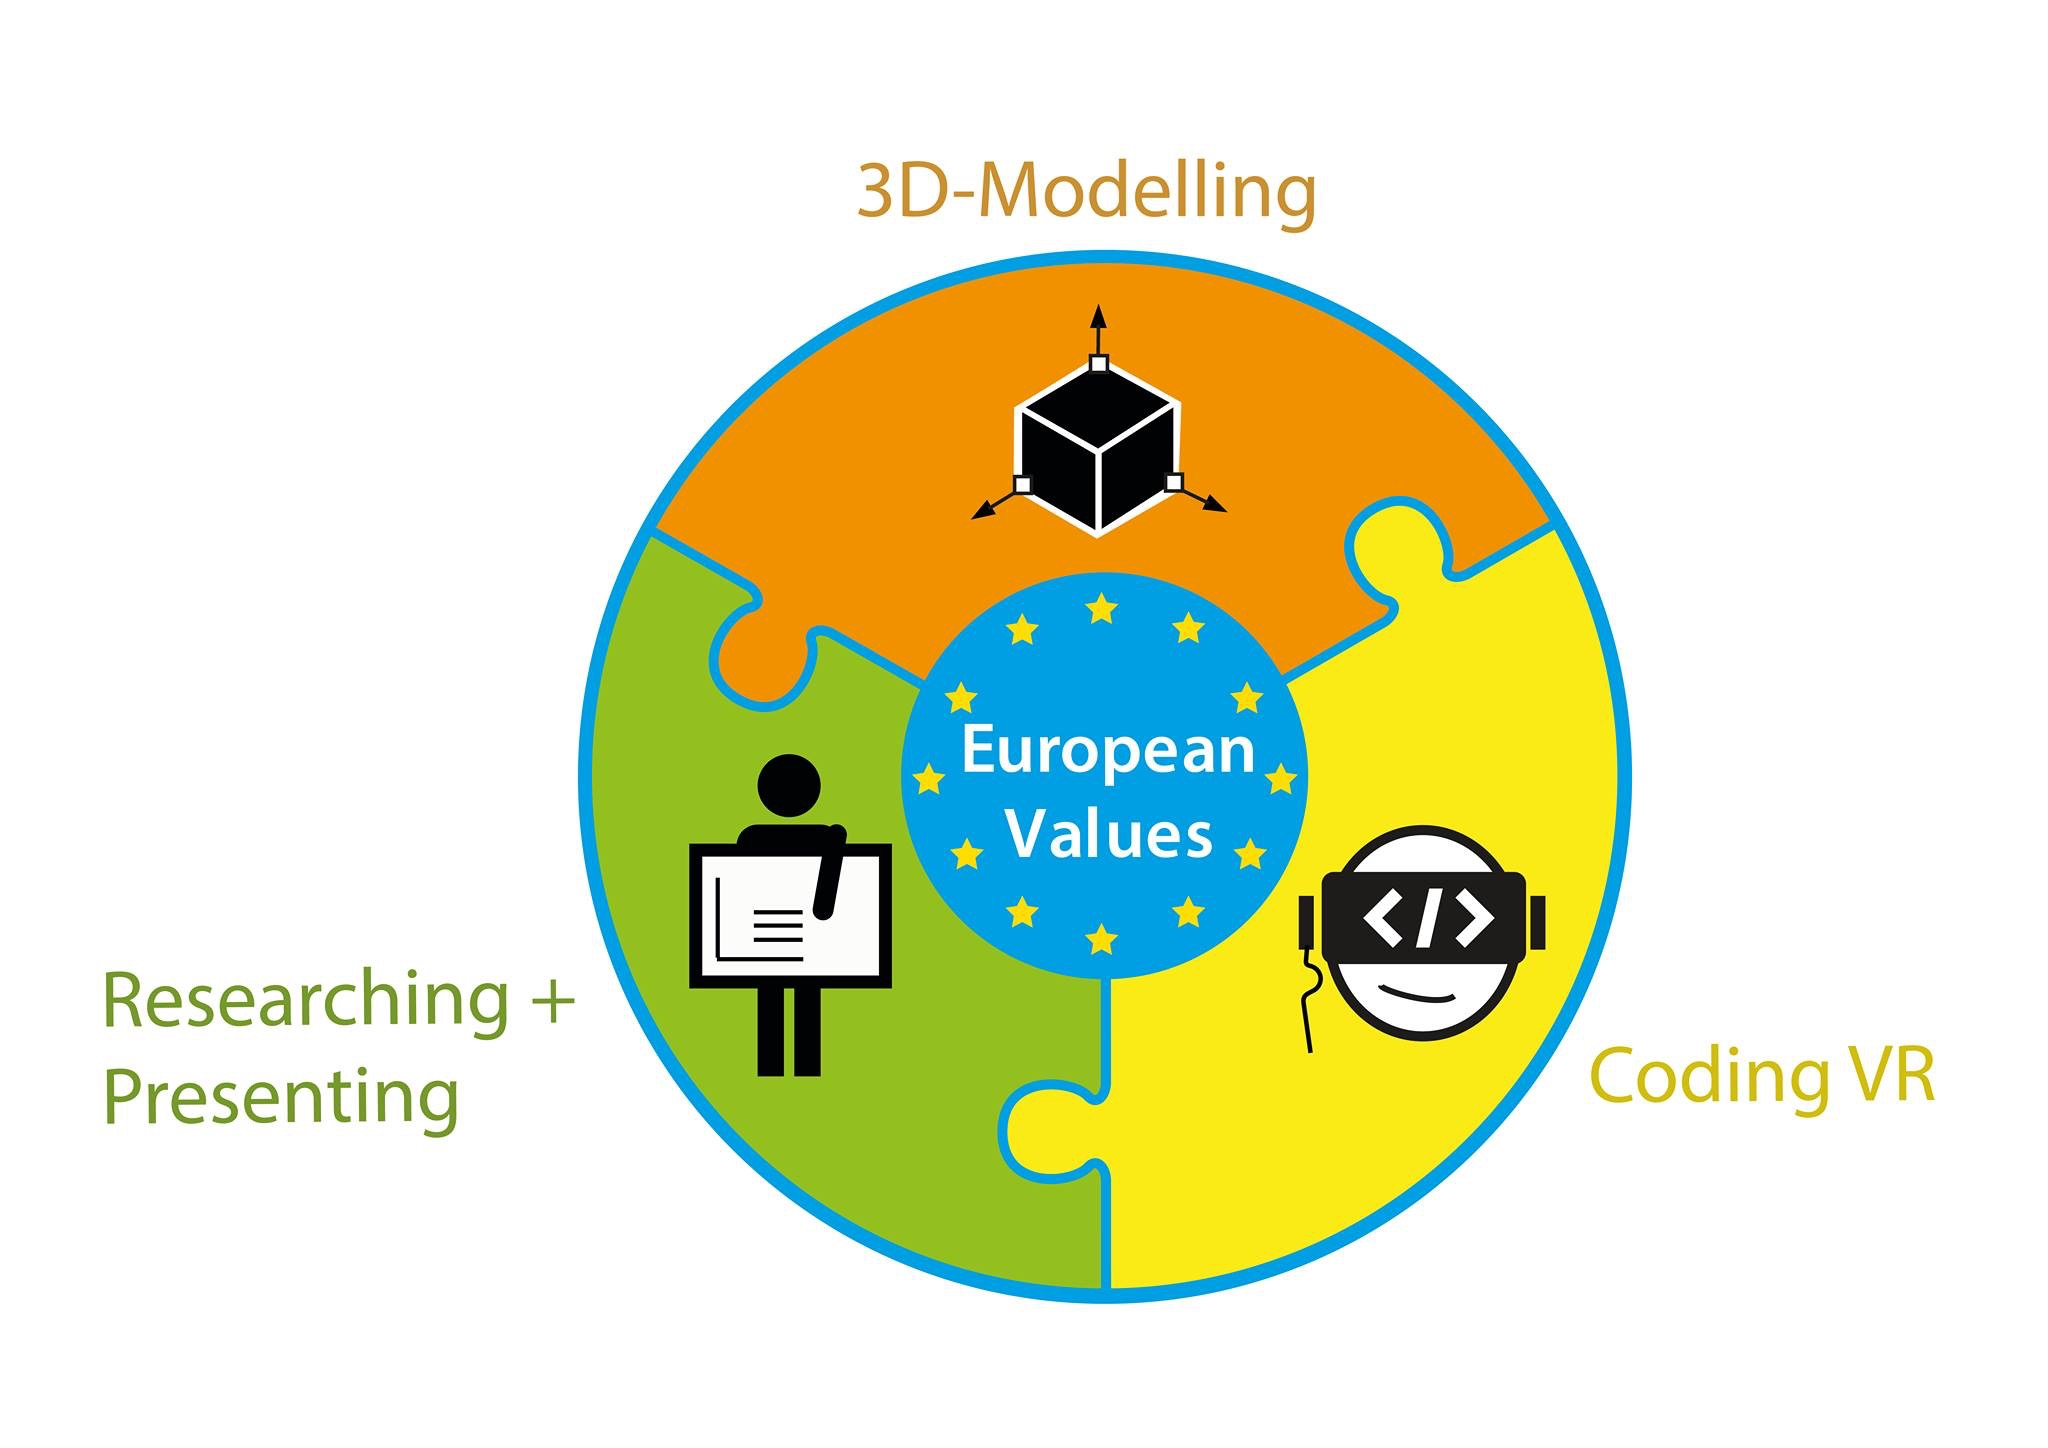 3D-Modelling
European
Values
</>
Researching +
Presenting
Coding VR